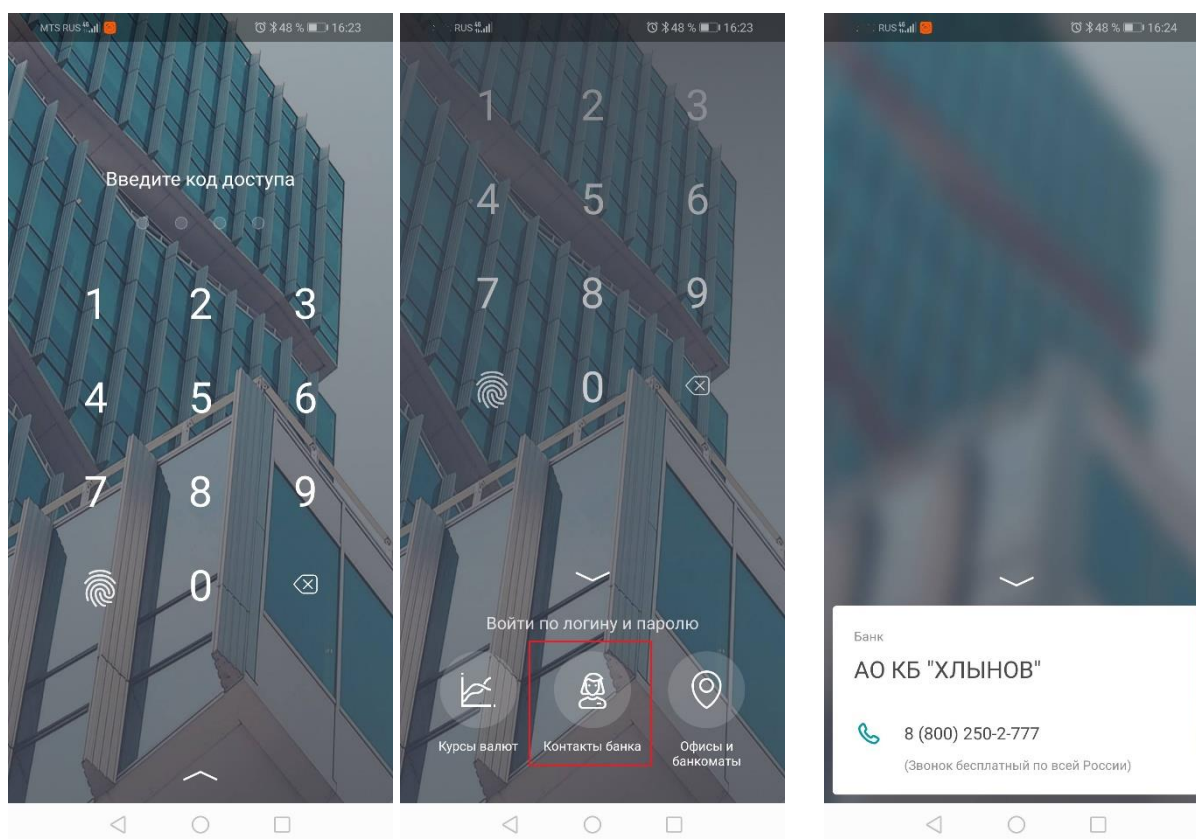 MTS RUS 48 % 16:23
Введите код доступа
1 2 3
4 5 6
7 8 9
0
RUS 48 % 16:23
1 2 3
4 5 6
7 8 9
0
Войти по логину и паролю
Курсы валют
Контакты банка
Офисы и
банкоматы
RUS 48 % 16:24
Банк
АО КБ "ХЛЫНОВ"
8 (800) 250-2-777
(Звонок бесплатный по всей России)